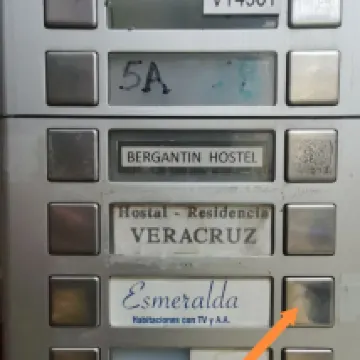 5A
BERGANTIN HOSTEL
Hostal - Residencia
VERACRUZ
Esmeralda
Habitaciones con TV y A.A.